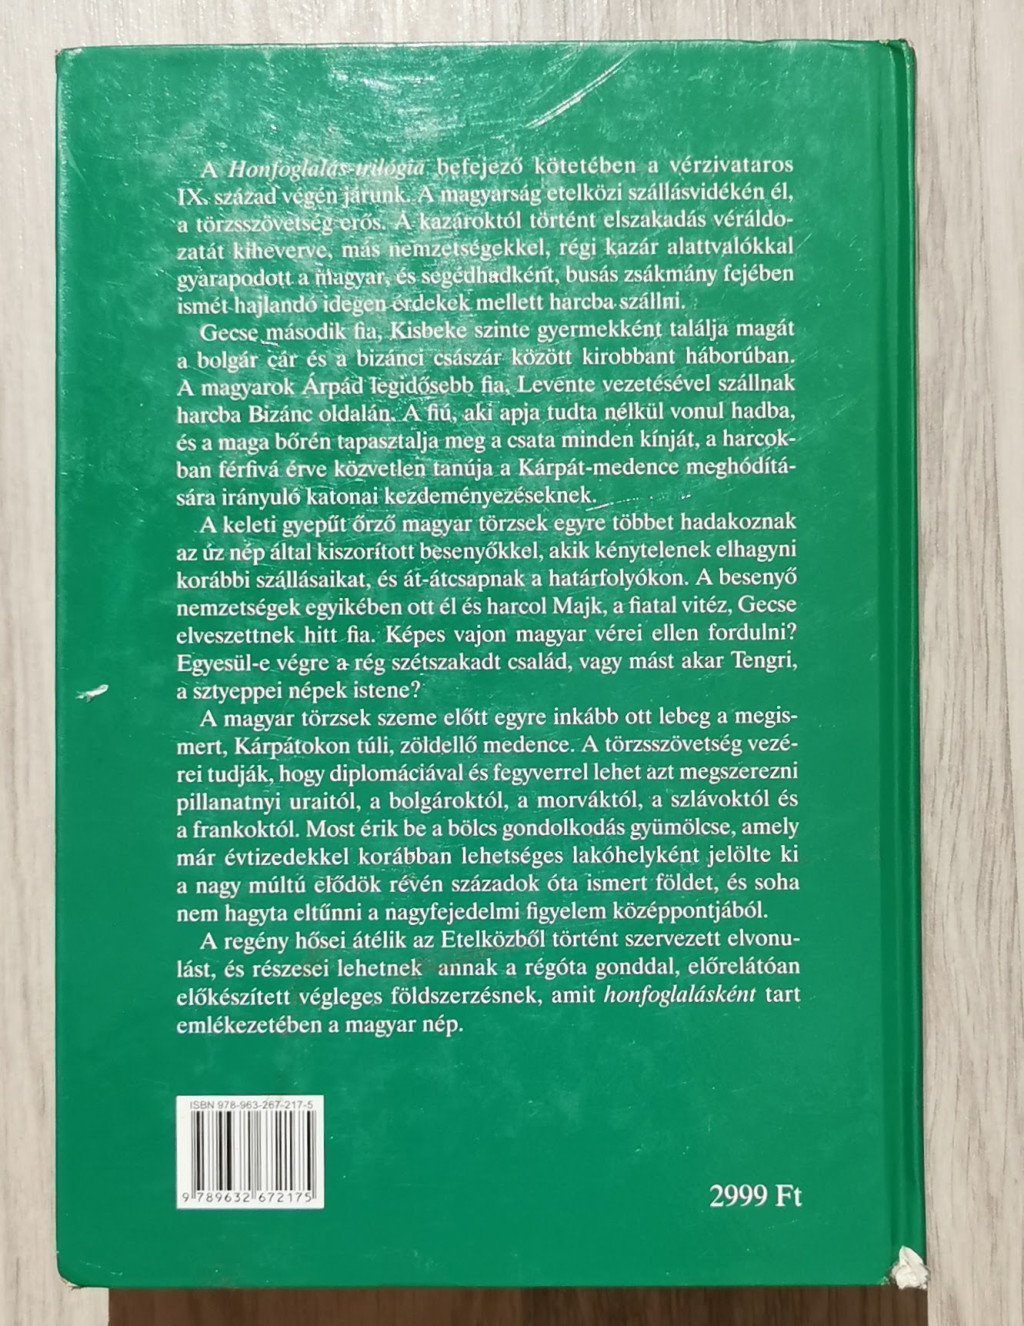 A Honfoglalás-trilógia befejező kötetében a vérzivataros
IX. század végén járunk. A magyarság etelközi szállásvidékén él,
a törzsszövetség erős. A kazároktól történt elszakadás véráldo-
zatát kiheverve, más nemzetségekkel, régi kazár alattvalókkal
gyarapodott a magyar, és segédhadként, busás zsákmány fejében
ismét hajlandó idegen érdekek mellett harcba szállni.
Gecse második fia, Kisbeke szinte gyermekként találja magát
a bolgár cár és a bizánci császár között kirobbant háborúban.
A magyarok Árpád legidősebb fia, Levente vezetésével szállnak
harcba Bizánc oldalán. A fiú, aki apja tudta nélkül vonul hadba,
és a maga bőrén tapasztalja meg a csata minden kínját, a harcok-
ban férfivá érve közvetlen tanúja a Kárpát-medence meghódítá-
sára irányuló katonai kezdeményezéseknek.
A keleti gyepűt őrző magyar törzsek egyre többet hadakoznak
az úz nép által kiszorított besenyőkkel, akik kénytelenek elhagyni
korábbi szállásaikat, és át-átcsapnak a határfolyókon. A besenyő
nemzetségek egyikében ott él és harcol Majk, a fiatal vitéz, Gecse
elveszettnek hitt fia. Képes vajon magyar vérei ellen fordulni?
Egyesül-e végre a rég szétszakadt család, vagy mást akar Tengri,
a sztyeppei népek istene?
A magyar törzsek szeme előtt egyre inkább ott lebeg a megis-
mert, Kárpátokon túli, zöldellő medence. A törzsszövetség vezé-
rei tudják, hogy diplomáciával és fegyverrel lehet azt megszerezni
pillanatnyi uraitól, a bolgároktól, a morváktól, a szlávoktól és
a frankoktól. Most érik be a bölcs gondolkodás gyümölcse, amely
már évtizedekkel korábban lehetséges lakóhelyként jelölte ki
a nagy múltú elődök révén századok óta ismert földet, és soha
nem hagyta eltűnni a nagyfejedelmi figyelem középpontjából.
A regény hősei átélik az Etelközből történt szervezett elvonu-
lást, és részesei lehetnek annak a régóta gonddal, előrelátóan
előkészített végleges földszerzésnek, amit honfoglalásként tart
emlékezetében a magyar nép.
ISBN 978-963-267-217-5
9 789632 672175
2999 Ft